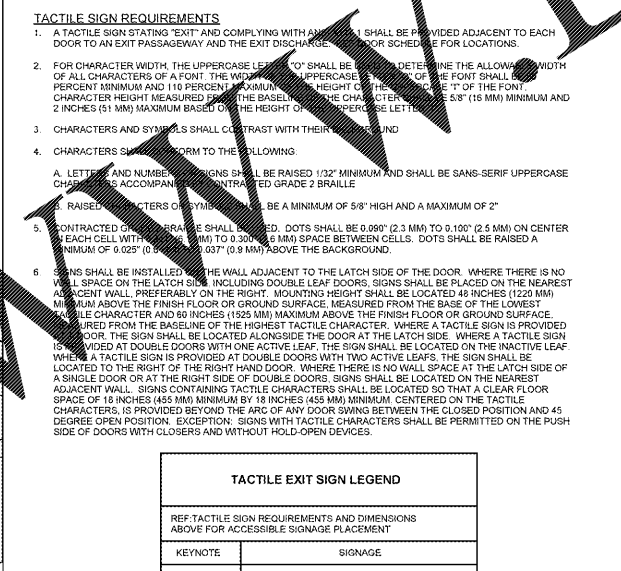 TACTILE SIGN REQUIREMENTS
1. A TACTILE SIGN STATING "EXIT" AND COMPLYING WITH 1 SHALL BE PROVIDED ADJACENT TO EACH
DOOR TO AN EXIT PASSAGEWAY AND THE EXIT DISCHARGE. DOOR SCHEDULE FOR LOCATIONS.
2. FOR CHARACTER WIDTH, THE UPPERCASE LETTER "O" SHALL BE DETERMINE THE ALLOWABLE WIDTH
OF ALL CHARACTERS OF A FONT. THE WIDTH UPPERCASE OF THE FONT SHALL BE
PERCENT MINIMUM AND 110 PERCENT MAXIMUM HEIGHT OF THE "I" OF THE FONT.
CHARACTER HEIGHT MEASURED FROM THE BASELINE CHARACTER 5/8" (16 MM) MINIMUM AND
2 INCHES (51 MM) MAXIMUM BASED ON THE HEIGHT OF UPPERCASE LETTER
3. CHARACTERS AND SYMBOLS SHALL CONTRAST WITH THEIR BACKGROUND
4. CHARACTERS SHALL CONFORM TO THE FOLLOWING:
A. LETTERS AND NUMBERS SIGNS SHALL BE RAISED 1/32" MINIMUM AND SHALL BE SANS-SERIF UPPERCASE
CHARACTERS ACCOMPANIED CONTRACTED GRADE 2 BRAILLE
B. RAISED CHARACTERS OR SYMBOLS SHALL BE A MINIMUM OF 5/8" HIGH AND A MAXIMUM OF 2"
5. CONTRACTED BRAILLE SHALL DOTS SHALL BE 0.090" (2.3 MM) TO 0.100" (2.5 MM) ON CENTER
IN EACH CELL WITH MM) TO 0.300" MM) SPACE BETWEEN CELLS. DOTS SHALL BE RAISED A
MINIMUM OF 0.025" 0.037" (0.9 MM) ABOVE THE BACKGROUND.
6. SIGNS SHALL BE INSTALLED ON THE WALL ADJACENT TO THE LATCH SIDE OF THE DOOR. WHERE THERE IS NO
WALL SPACE ON THE LATCH SIDE, INCLUDING DOUBLE LEAF DOORS, SIGNS SHALL BE PLACED ON THE NEAREST
ADJACENT WALL, PREFERABLY ON THE RIGHT. MOUNTING HEIGHT SHALL BE LOCATED 48 INCHES (1220 MM)
MINIMUM ABOVE THE FINISH FLOOR OR GROUND SURFACE, MEASURED FROM THE BASE OF THE LOWEST
TACTILE CHARACTER AND 60 INCHES (1525 MM) MAXIMUM ABOVE THE FINISH FLOOR OR GROUND SURFACE,
MEASURED FROM THE BASELINE OF THE HIGHEST TACTILE CHARACTER. WHERE A TACTILE SIGN IS PROVIDED
DOOR. THE SIGN SHALL BE LOCATED ALONGSIDE THE DOOR AT THE LATCH SIDE. WHERE A TACTILE SIGN
IS PROVIDED AT DOUBLE DOORS WITH ONE ACTIVE LEAF, THE SIGN SHALL BE LOCATED ON THE INACTIVE LEAF.
WHERE A TACTILE SIGN IS PROVIDED AT DOUBLE DOORS WITH TWO ACTIVE LEAFS, THE SIGN SHALL BE
LOCATED TO THE RIGHT OF THE RIGHT HAND DOOR. WHERE THERE IS NO WALL SPACE AT THE LATCH SIDE OF
A SINGLE DOOR OR AT THE RIGHT SIDE OF DOUBLE DOORS, SIGNS SHALL BE LOCATED ON THE NEAREST
ADJACENT WALL. SIGNS CONTAINING TACTILE CHARACTERS SHALL BE LOCATED SO THAT A CLEAR FLOOR
SPACE OF 18 INCHES (455 MM) MINIMUM BY 18 INCHES (455 MM) MINIMUM, CENTERED ON THE TACTILE
CHARACTERS, IS PROVIDED BEYOND THE ARC OF ANY DOOR SWING BETWEEN THE CLOSED POSITION AND 45
DEGREE OPEN POSITION. EXCEPTION: SIGNS WITH TACTILE CHARACTERS SHALL BE PERMITTED ON THE PUSH
SIDE OF DOORS WITH CLOSERS AND WITHOUT HOLD-OPEN DEVICES.
TACTILE EXIT SIGN LEGEND
REF:TACTILE SIGN REQUIREMENTS AND DIMENSIONS
ABOVE FOR ACCESSIBLE SIGNAGE PLACEMENT
KEYNOTE SIGNAGE
WWW.